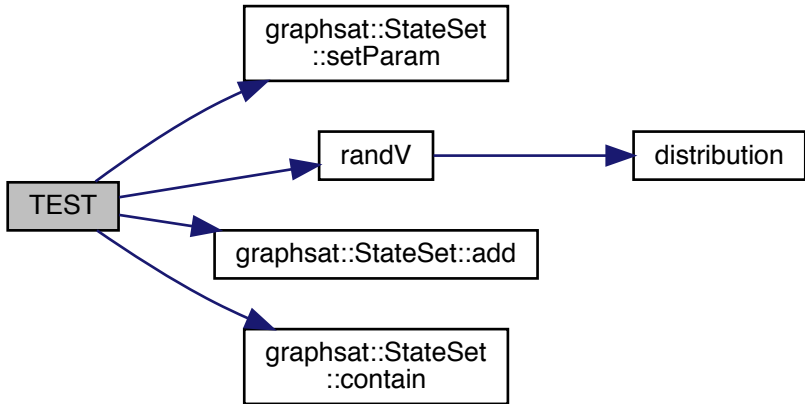 graphsat::StateSet
::setParam
randV
distribution
TEST
graphsat::StateSet::add
graphsat::StateSet
::contain